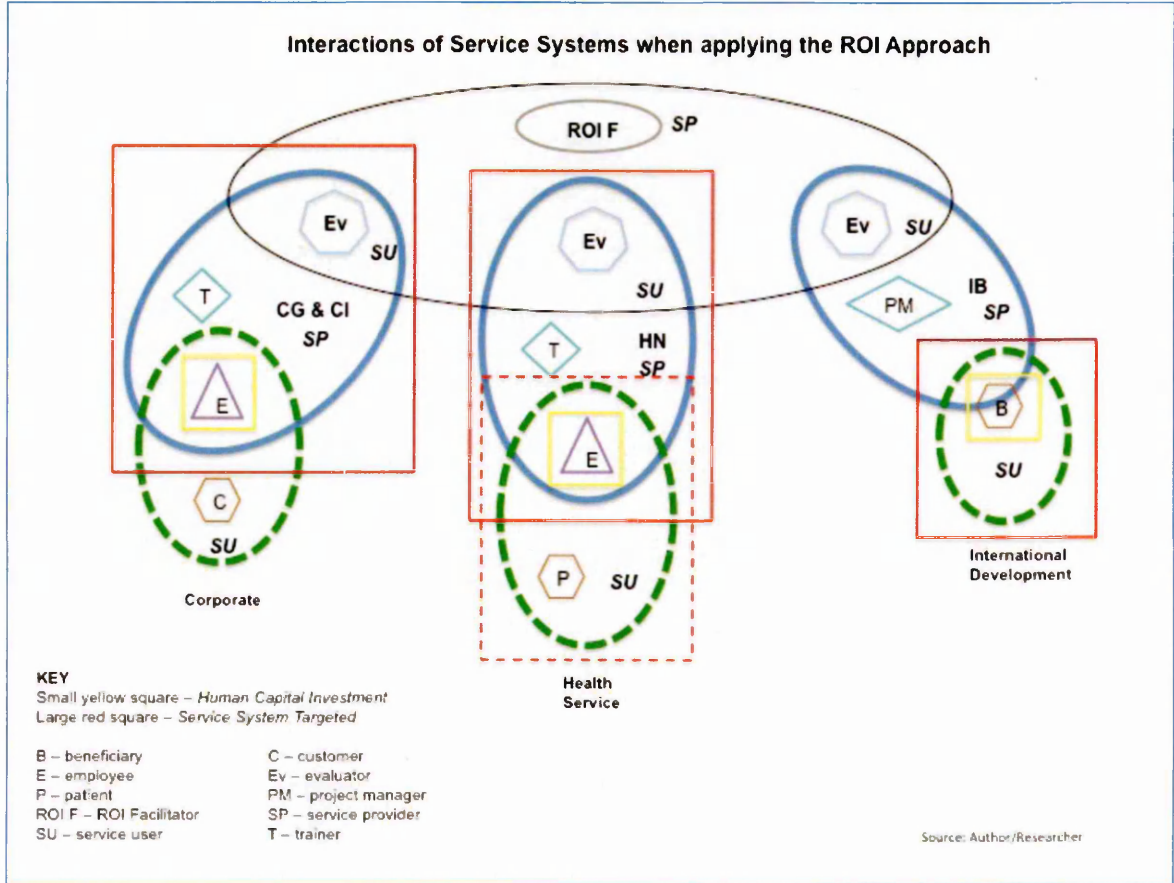 Interactions of Service Systems when applying the ROI Approach
ROI F SP
Ev
SU
T
CG & CI
SP
E
C
SU
Corporate
Ev
SU
T
HN
SP
E
P
SU
Health
Service
Ev
SU
PM
IB
SP
B
SU
International
Development
KEY
Small yellow square – Human Capital Investment
Large red square – Service System Targeted
B – beneficiary
E – employee
P – patient
ROI F – ROI Facilitator
SU – service user
C – customer
Ev – evaluator
PM – project manager
SP – service provider
T – trainer
Source: Author/Researcher